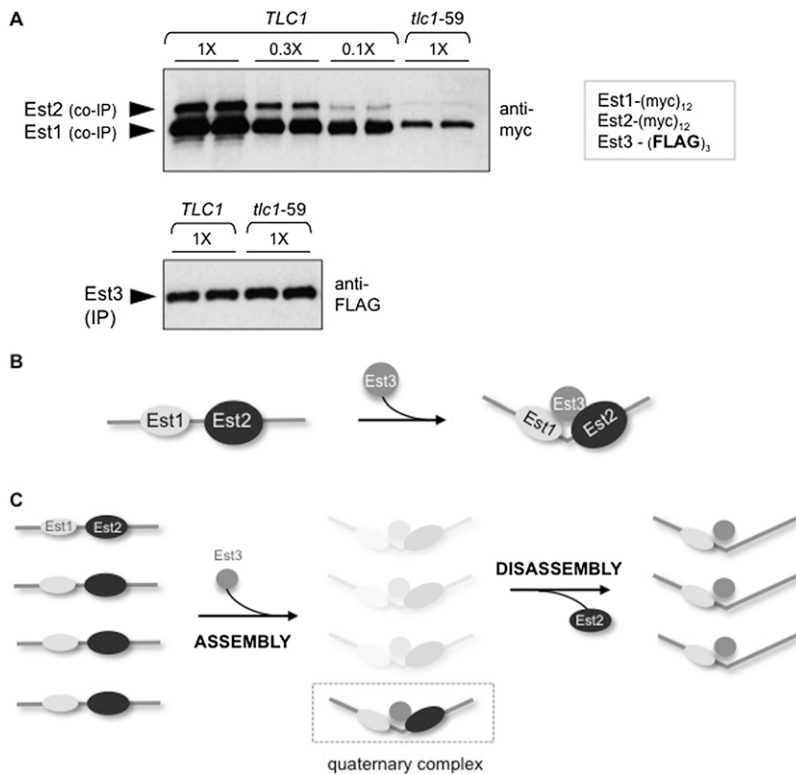 A
TLC1 tlc1-59
1X 0.3X 0.1X 1X
Est2 (co-IP)
Est1 (co-IP)
anti-
myc
Est1-(myc)12
Est2-(myc)12
Est3 - (FLAG)3
TLC1 tlc1-59
1X 1X
Est3
(IP)
anti-
FLAG
B
Est1 Est2
Est3
Est1 Est3 Est2
C
Est1 Est2
Est3
ASSEMBLY
DISASSEMBLY
Est2
quaternary complex